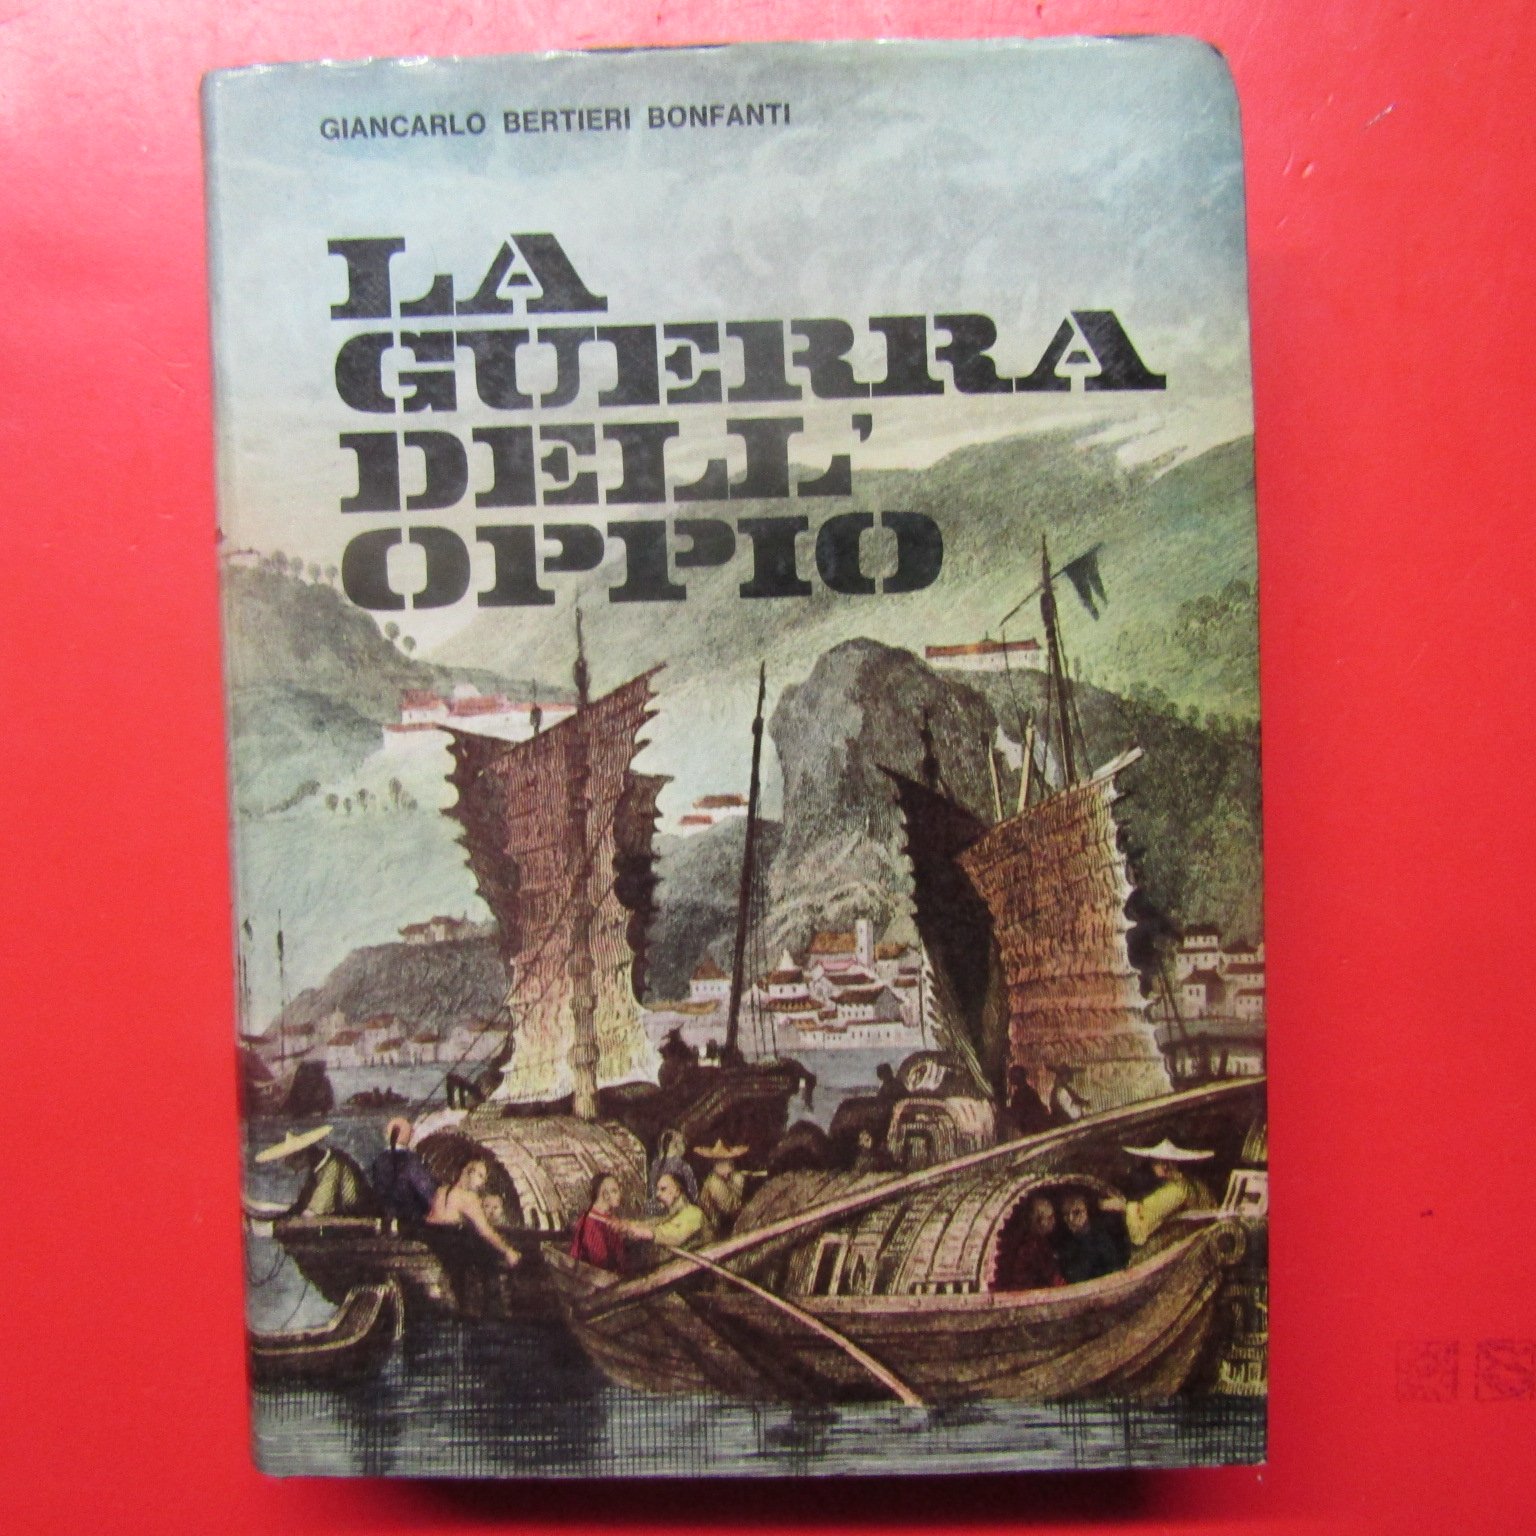 GIANCARLO BERTIERI BONFANTI
LA
GUERRA
DELL'
OPPIO